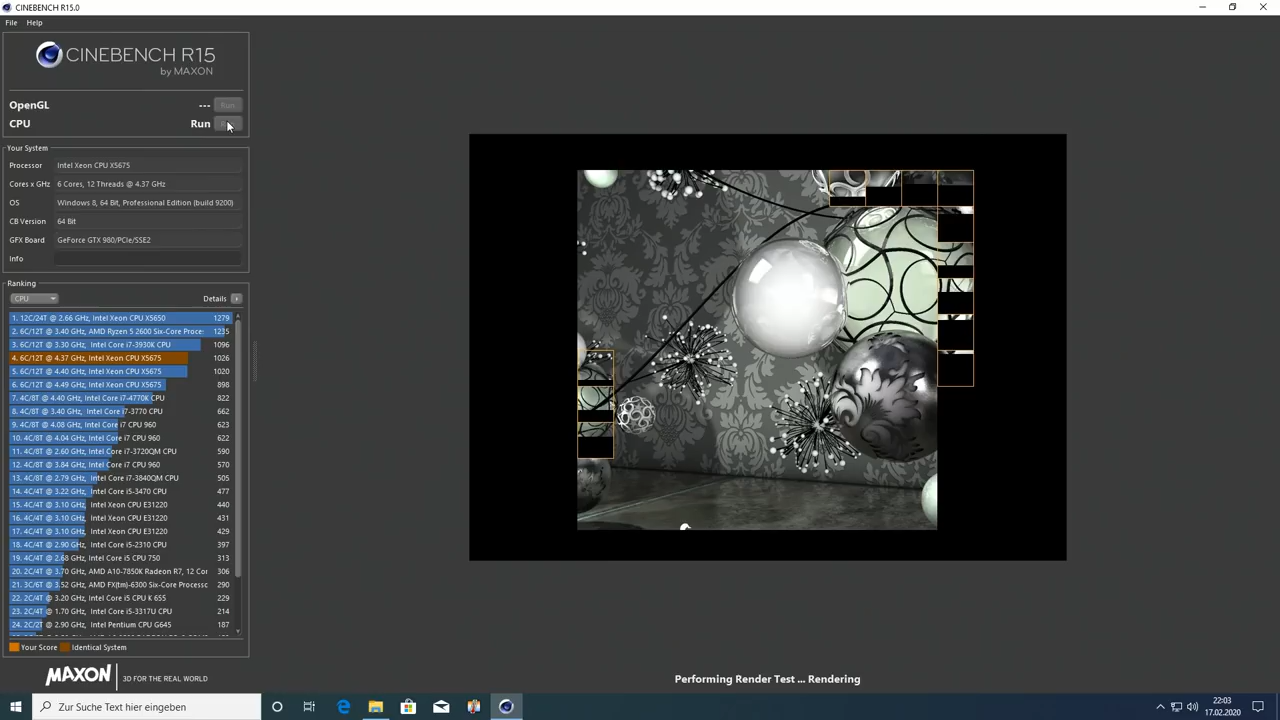 CINEBENCH R15.0
File Help
CINEBENCH R15
by MAXON
OpenGL --- Run
CPU Run
Your System
Processor Intel Xeon CPU X5675
Cores x GHz 6 Cores, 12 Threads @ 4.37 GHz
OS Windows 8, 64 Bit, Professional Edition (build 9200)
CB Version 64 Bit
GFX Board GeForce GTX 980/PCIe/SSE2
Info
Ranking
CPU Details
1. 12C/24T @ 2.66 GHz, Intel Xeon CPU X5650 1279
2. 6C/12T @ 3.40 GHz, AMD Ryzen 5 2600 Six-Core Proce: 1235
3. 6C/12T @ 3.30 GHz, Intel Core i7-3930K CPU 1096
4. 6C/12T @ 4.37 GHz, Intel Xeon CPU X5675 1026
5. 6C/12T @ 4.40 GHz, Intel Xeon CPU X5675 1020
6. 6C/12T @ 4.49 GHz, Intel Xeon CPU X5675 898
7. 4C/8T @ 4.40 GHz, Intel Core i7-4770K CPU 822
8. 4C/8T @ 3.40 GHz, Intel Core i7-3770 CPU 662
9. 4C/8T @ 4.08 GHz, Intel Core i7 CPU 960 623
10. 4C/8T @ 4.04 GHz, Intel Core i7 CPU 960 622
11. 4C/8T @ 2.60 GHz, Intel Core i7-3720QM CPU 590
12. 4C/8T @ 3.84 GHz, Intel Core i7 CPU 960 570
13. 4C/8T @ 2.79 GHz, Intel Core i7-3840QM CPU 505
14. 4C/4T @ 3.22 GHz, Intel Core i5-3470 CPU 477
15. 4C/4T @ 3.10 GHz, Intel Xeon CPU E31220 440
16. 4C/4T @ 3.10 GHz, Intel Xeon CPU E31220 431
17. 4C/4T @ 3.10 GHz, Intel Xeon CPU E31220 429
18. 4C/4T @ 2.90 GHz, Intel Core i5-2310 CPU 397
19. 4C/4T @ 2.68 GHz, Intel Core i5 CPU 750 313
20. 2C/4T @ 3.70 GHz, AMD A10-7850K Radeon R7, 12 Cor 306
21. 3C/6T @ 3.52 GHz, AMD FX(tm)-6300 Six-Core Processc 290
22. 2C/4T @ 3.20 GHz, Intel Core i5 CPU K 655 229
23. 2C/4T @ 1.70 GHz, Intel Core i5-3317U CPU 214
24. 2C/2T @ 2.90 GHz, Intel Pentium CPU G645 187
Your Score Identical System
MAXON 3D FOR THE REAL WORLD
Performing Render Test ... Rendering
Zur Suche Text hier eingeben
22:03
17.02.2020